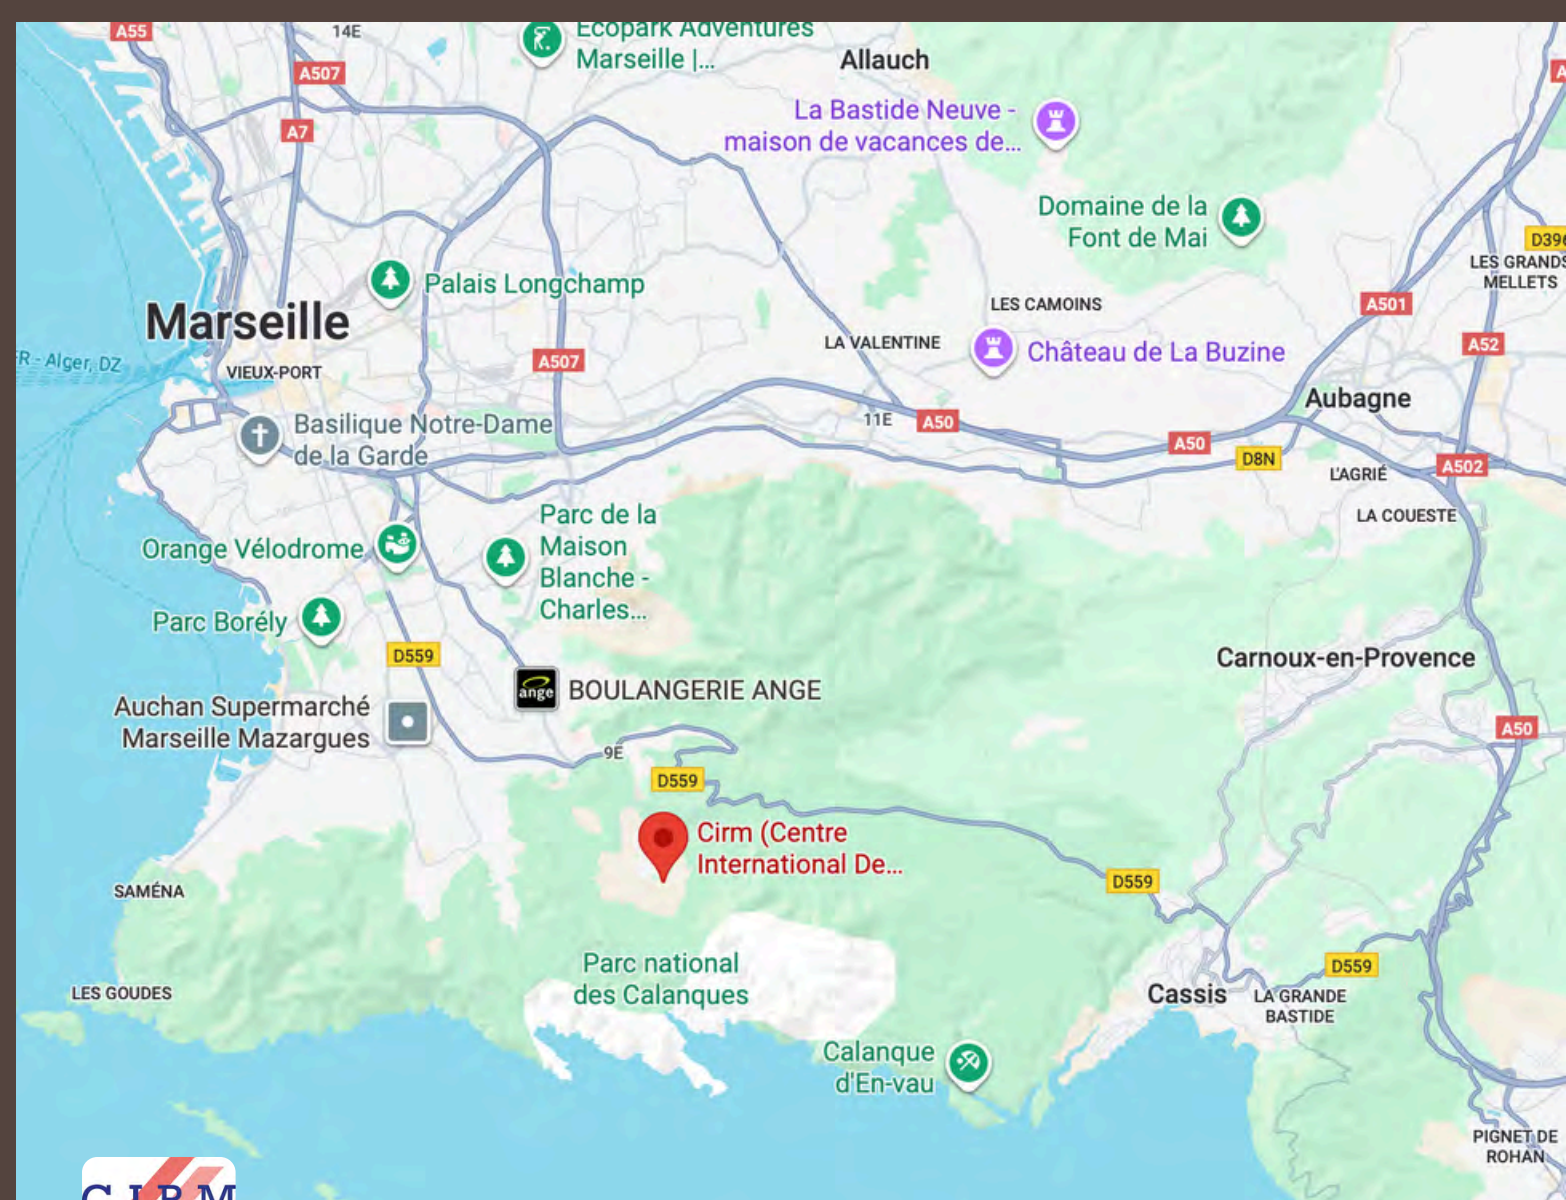 A55
14E
Ecopark Adventures
Marseille |...
Allauch
A507
A7
La Bastide Neuve -
maison de vacances de...
Domaine de la
Font de Mai
D396
LES GRANDS
MELLETS
Palais Longchamp
Marseille
LES CAMOINS
A501
LA VALENTINE
Château de La Buzine
A52
R - Alger, DZ
VIEUX-PORT
A507
Aubagne
Basilique Notre-Dame
de la Garde
11E
A50
A50
D8N
L'AGRIÉ
A502
LA COUESTE
Parc de la
Maison
Blanche -
Charles...
Orange Vélodrome
Parc Borély
D559
Carnoux-en-Provence
ange
BOULANGERIE ANGE
Auchan Supermarché
Marseille Mazargues
A50
9E
D559
Cirm (Centre
International De...
D559
SAMÉNA
Parc national
des Calanques
D559
LES GOUDES
Cassis
LA GRANDE
BASTIDE
Calanque
d'En-vau
PIGNET DE
ROHAN
CIRM